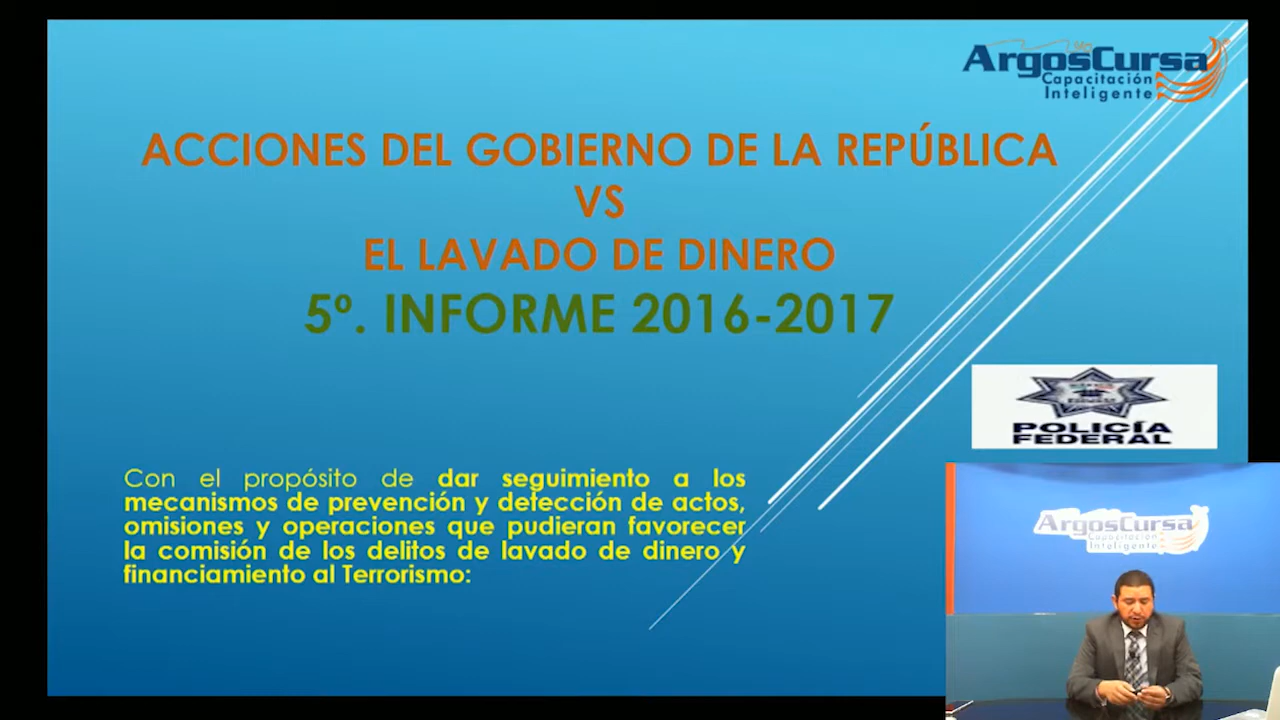 ArgosCursa
Capacitación
Inteligente
ACCIONES DEL GOBIERNO DE LA REPÚBLICA
VS
EL LAVADO DE DINERO
5º. INFORME 2016-2017
POLICÍA
FEDERAL
Con el propósito de dar seguimiento a los
mecanismos de prevención y detección de actos,
omisiones y operaciones que pudieran favorecer
la comisión de los delitos de lavado de dinero y
financiamiento al Terrorismo:
ArgosCursa
Capacitación
Inteligente